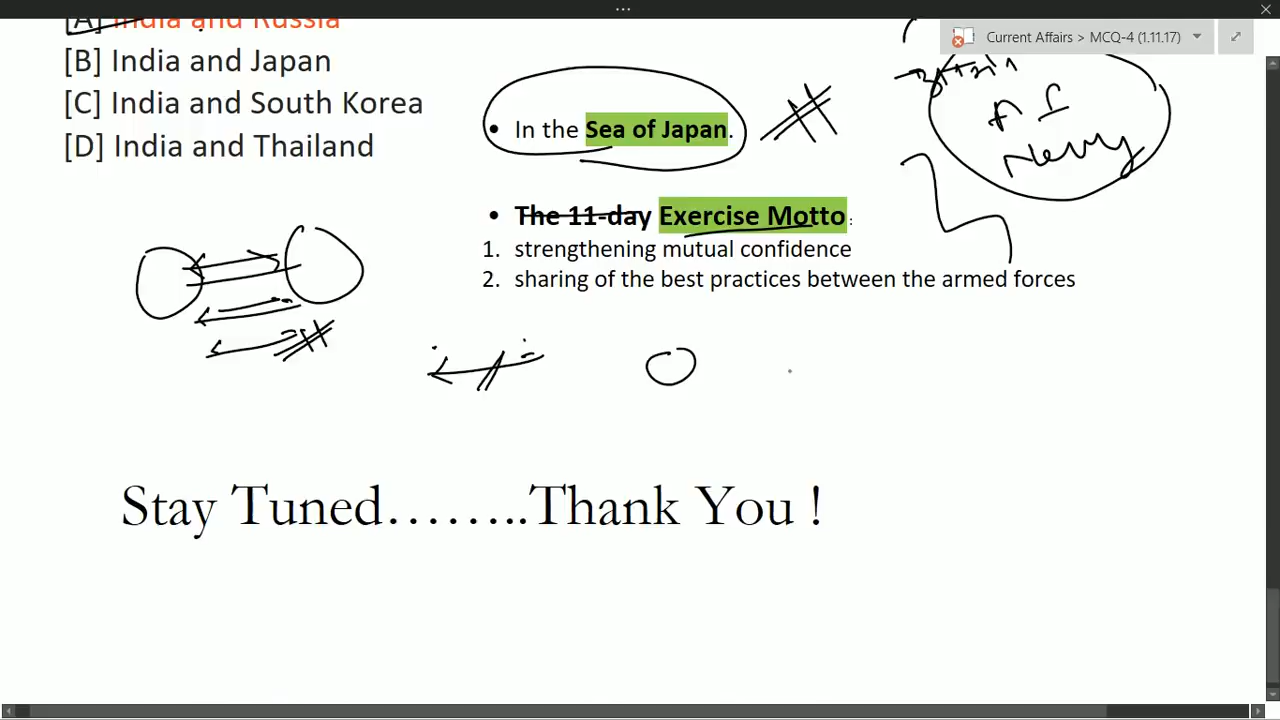 Current Affairs > MCQ-4 (1.11.17)
[A] India and Russia
[B] India and Japan
[C] India and South Korea
[D] India and Thailand
• In the Sea of Japan.
Navy
• The 11-day Exercise Motto:
1. strengthening mutual confidence
2. sharing of the best practices between the armed forces
Stay Tuned........Thank You !